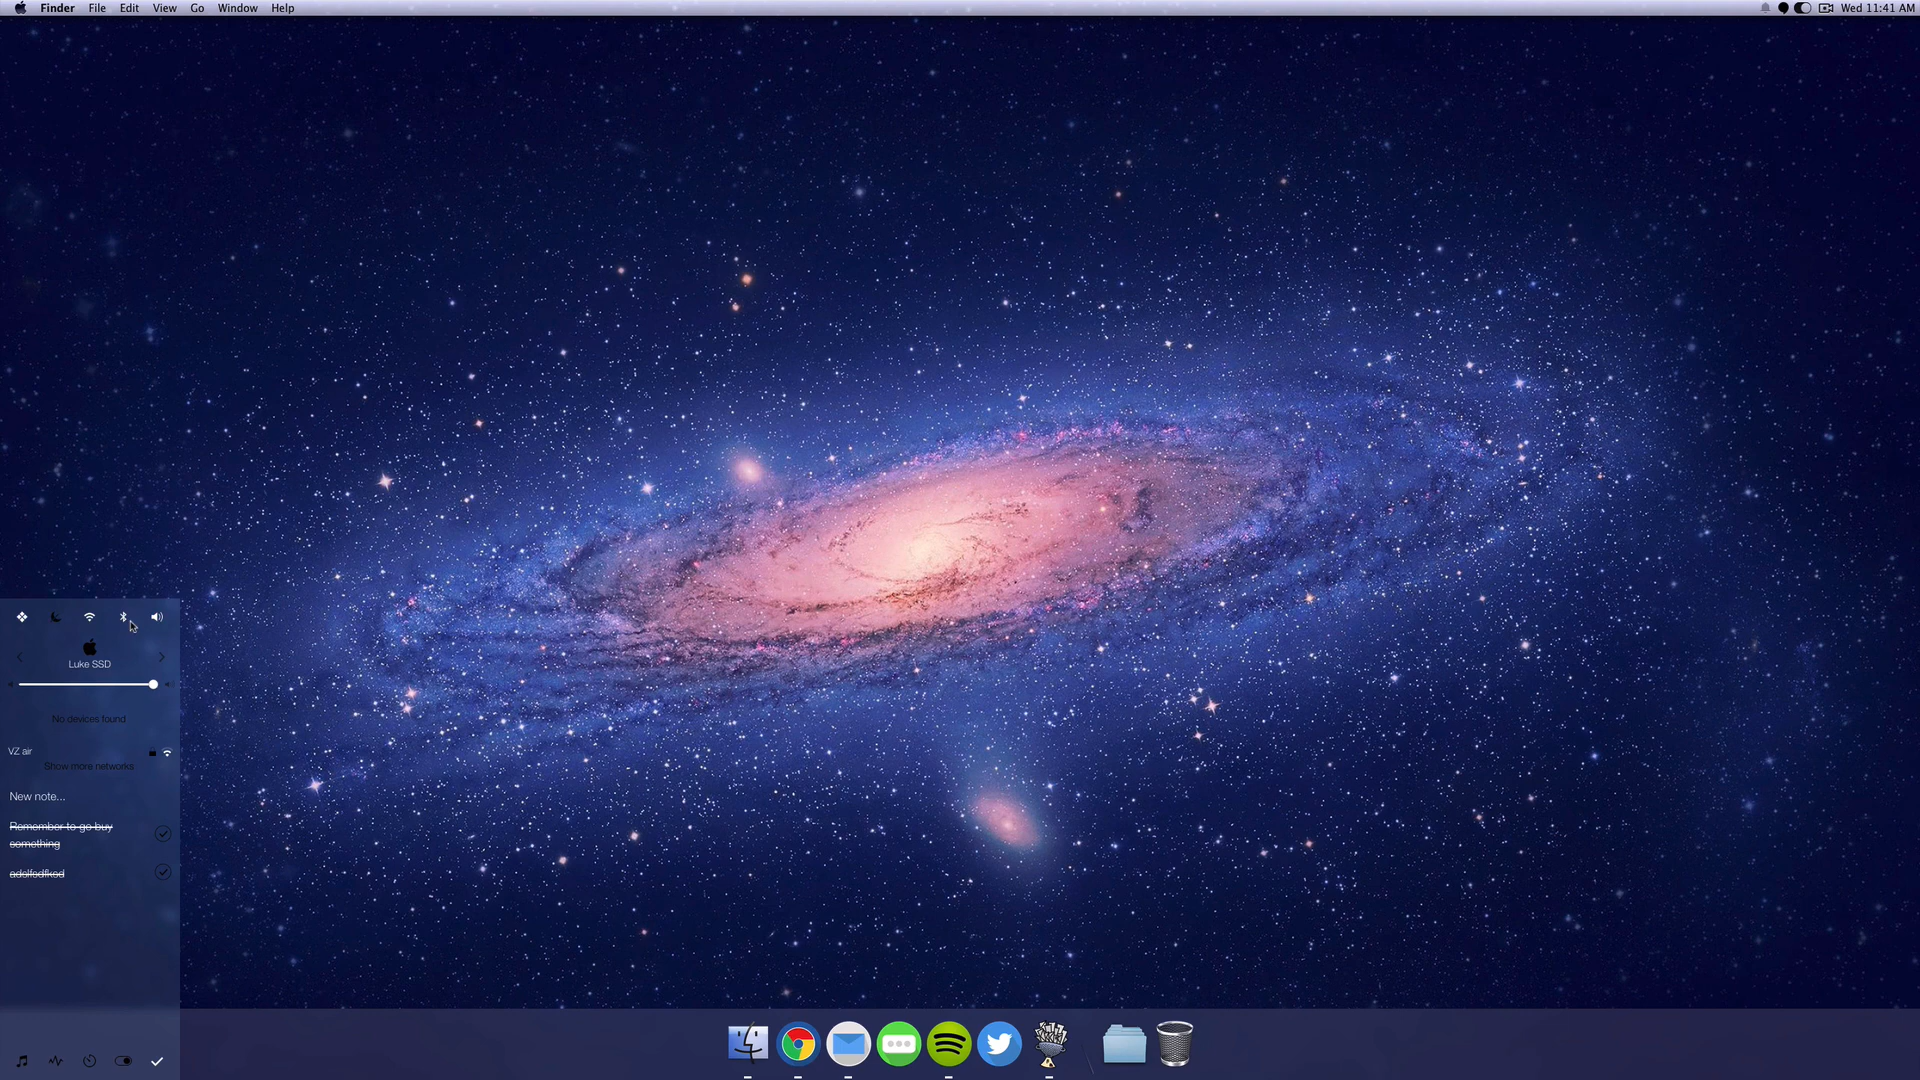 Finder File Edit View Go Window Help
Wed 11:41 AM
Luke SSD
No devices found
VZ air
Show more networks
New note...
Remember to go buy
something